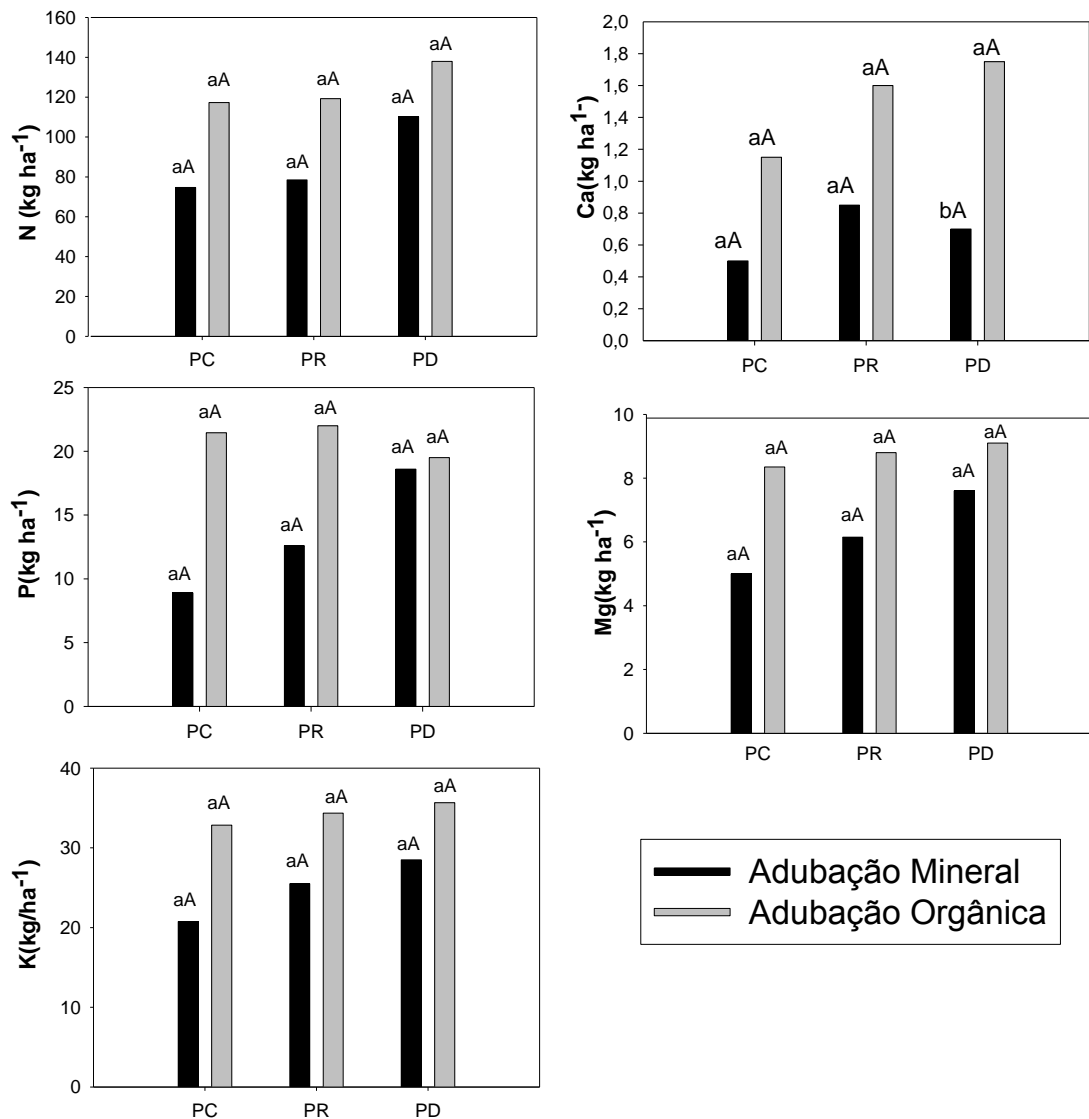 N (kg ha-1)
160
140
120
100
80
60
40
20
0
aA
aA
aA
aA
aA
aA
PC
PR
PD
Ca(kg ha1-)
2,0
1,8
1,6
1,4
1,2
1,0
0,8
0,6
0,4
0,2
0,0
aA
aA
aA
aA
bA
aA
PC
PR
PD
P(kg ha-1)
25
20
15
10
5
0
aA
aA
aA
aA
aA
aA
PC
PR
PD
Mg(kg ha-1)
10
8
6
4
2
0
aA
aA
aA
aA
aA
aA
PC
PR
PD
K(kg/ha-1)
40
30
20
10
0
aA
aA
aA
aA
aA
aA
PC
PR
PD
Adubação Mineral
Adubação Orgânica